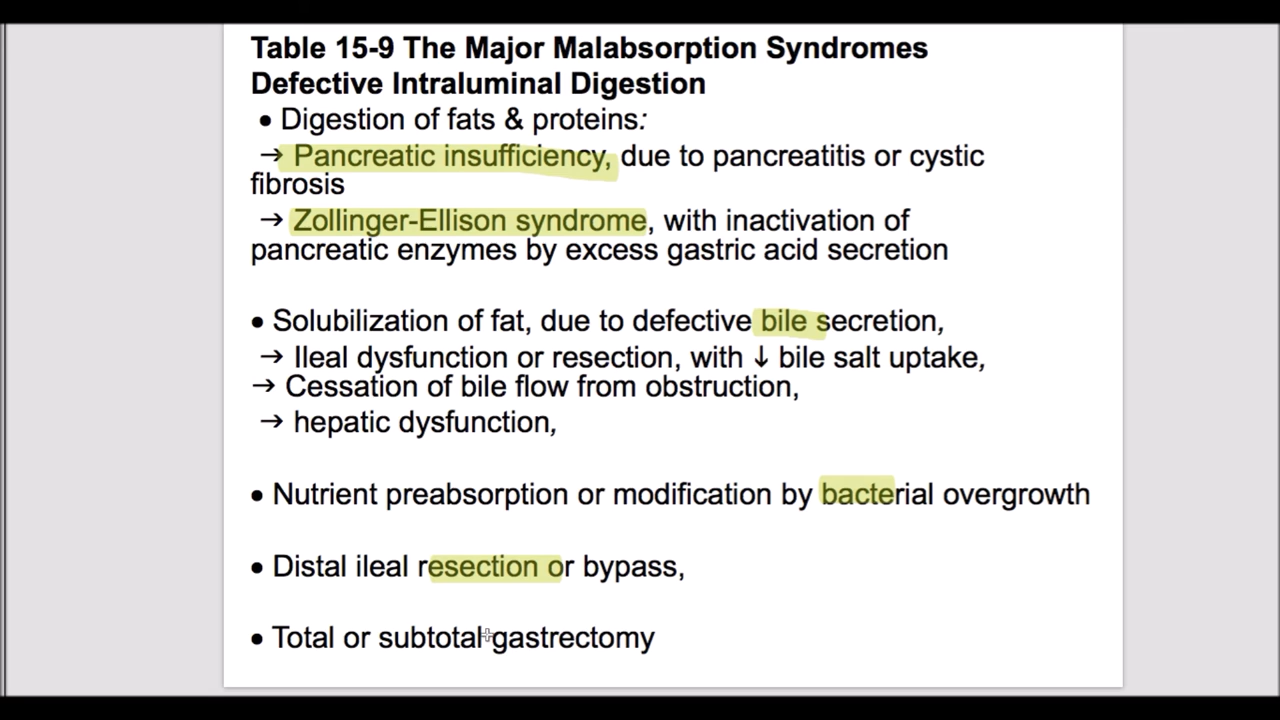 Table 15-9 The Major Malabsorption Syndromes
Defective Intraluminal Digestion
• Digestion of fats & proteins:
→ Pancreatic insufficiency, due to pancreatitis or cystic
fibrosis
→ Zollinger-Ellison syndrome, with inactivation of
pancreatic enzymes by excess gastric acid secretion
• Solubilization of fat, due to defective bile secretion,
→ Ileal dysfunction or resection, with ↓ bile salt uptake,
→ Cessation of bile flow from obstruction,
→ hepatic dysfunction,
• Nutrient preabsorption or modification by bacterial overgrowth
• Distal ileal resection or bypass,
• Total or subtotal gastrectomy